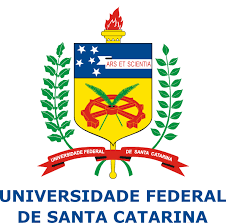 ARS ET SCIENTIA
UNIVERSIDADE FEDERAL DE SANTA CATARINA
UNIVERSIDADE FEDERAL
DE SANTA CATARINA